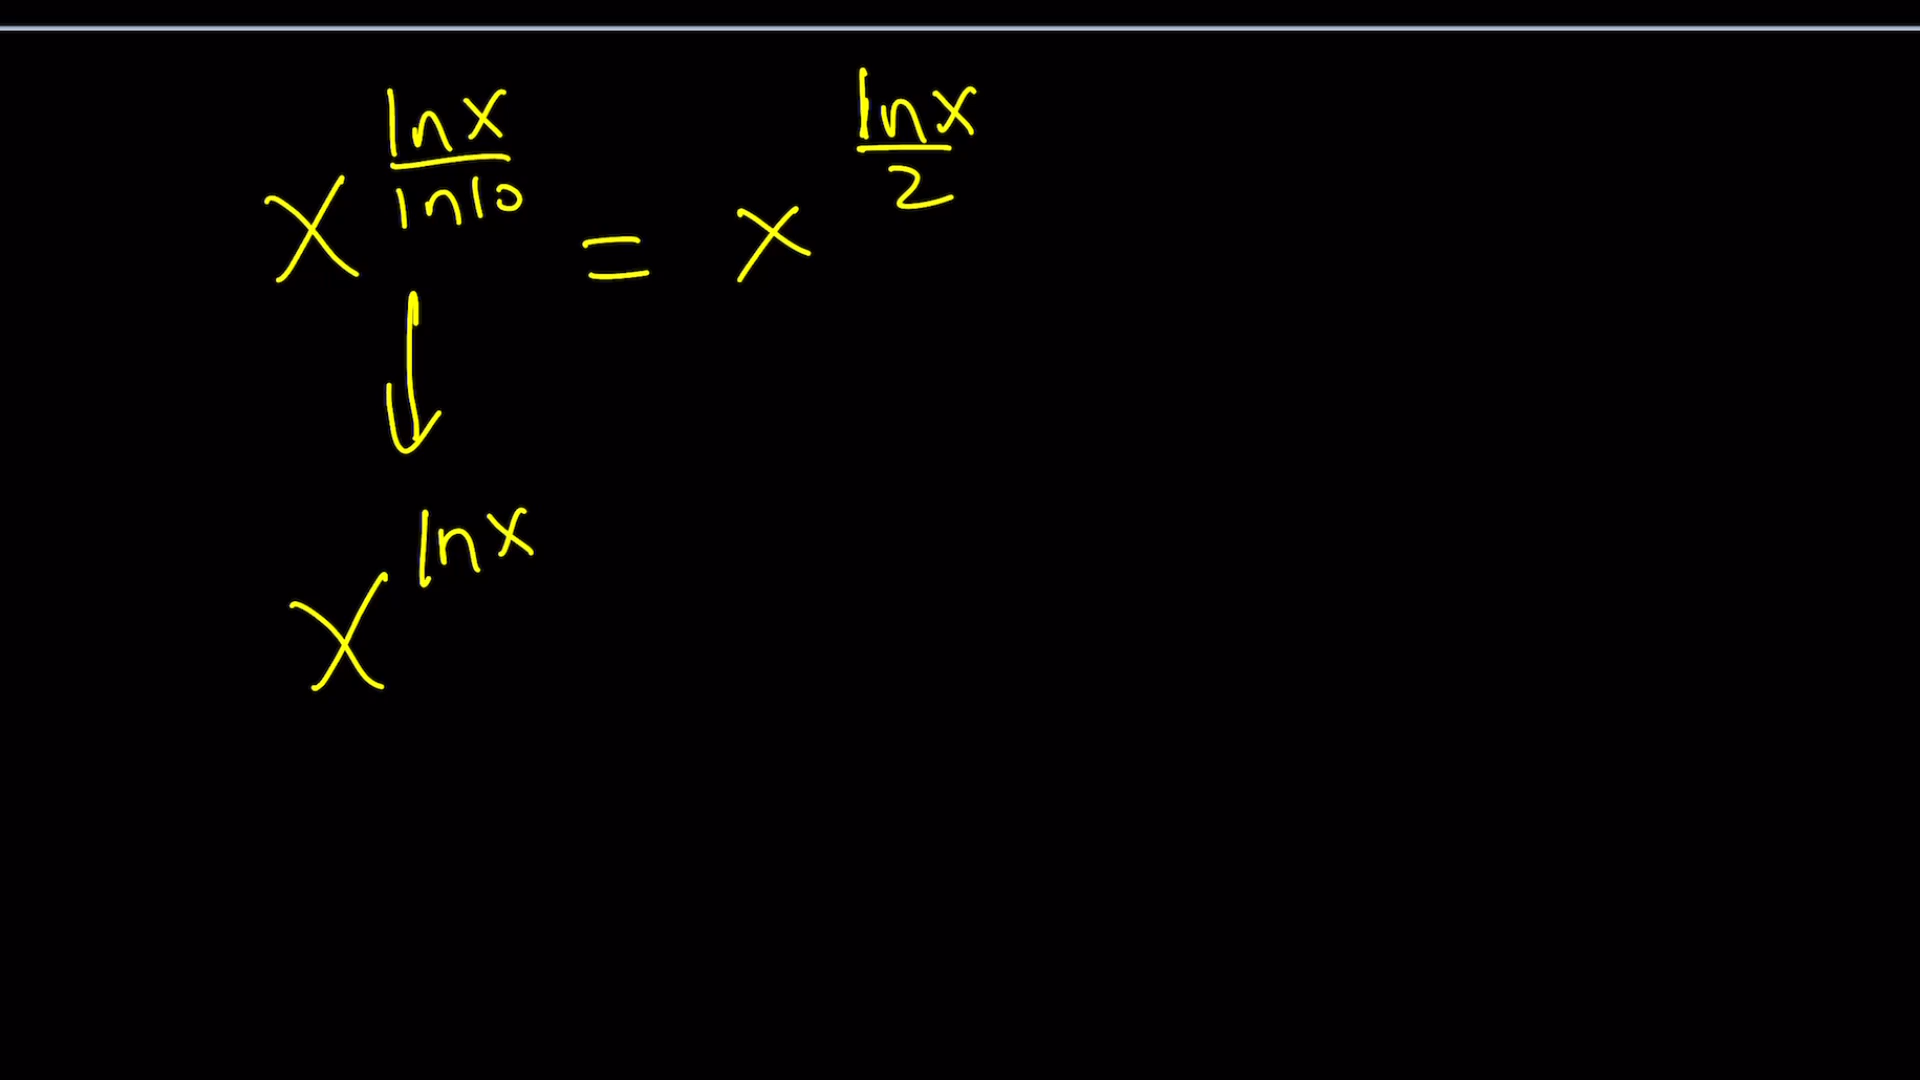 x^(ln x / ln 10) = x^(ln x / 2)
x^(ln x)